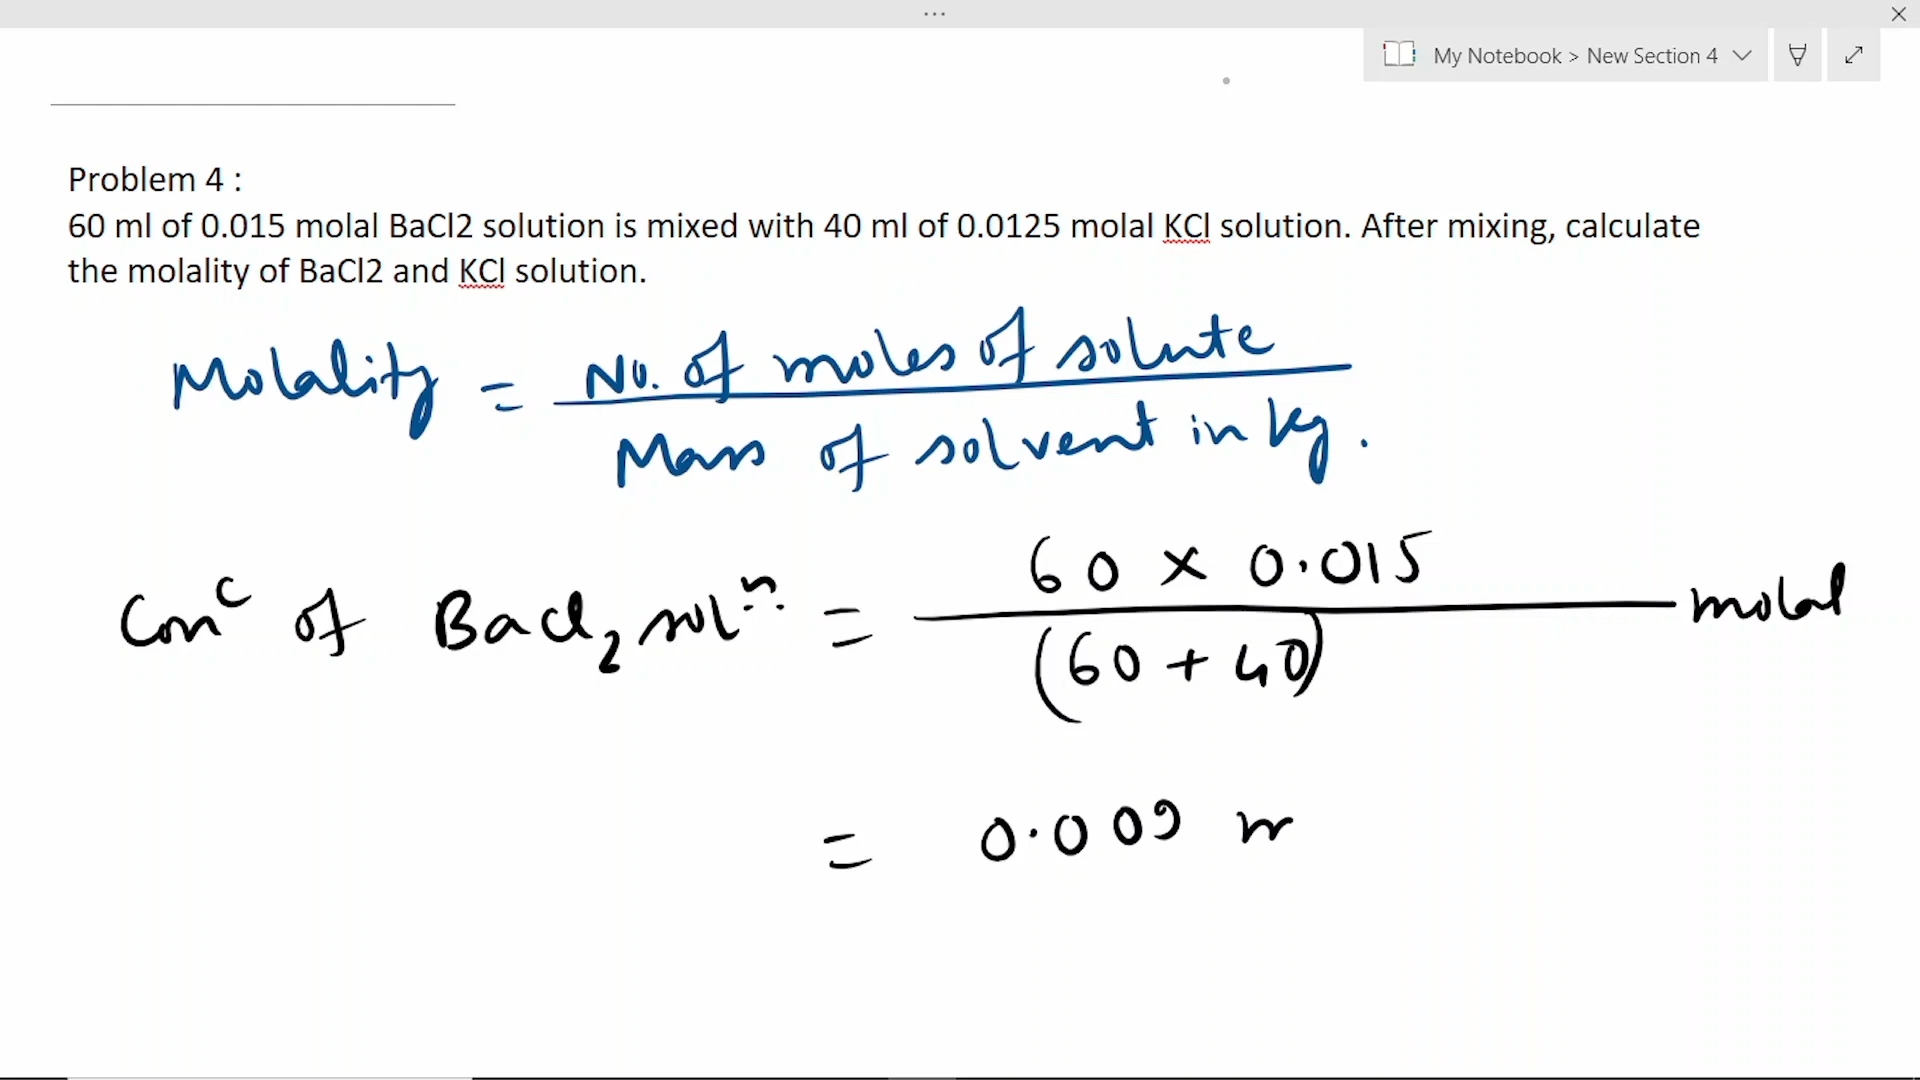 ...
My Notebook > New Section 4
Problem 4 :
60 ml of 0.015 molal BaCl2 solution is mixed with 40 ml of 0.0125 molal KCl solution. After mixing, calculate
the molality of BaCl2 and KCl solution.
Molality = No. of moles of solute
Mass of solvent in kg.
Conᶜ of BaCl₂ solⁿ = 60 × 0.015 molal
(60 + 40)
= 0.009 m